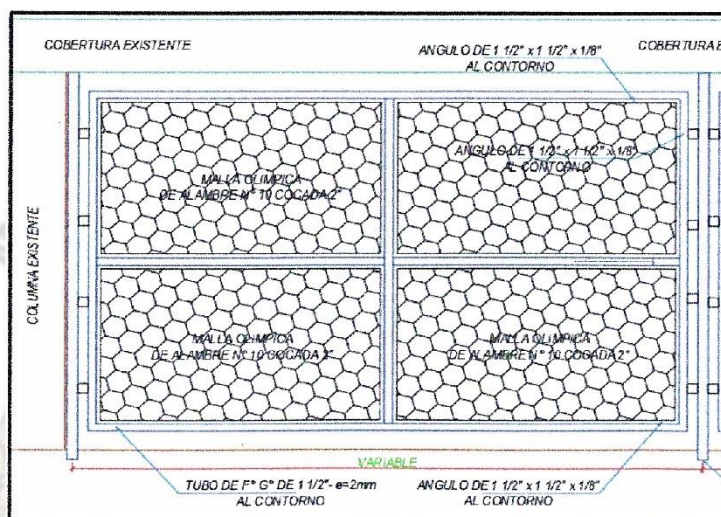 COBERTURA EXISTENTE
ANGULO DE 1 1/2" x 1 1/2" x 1/8"
AL CONTORNO
COBERTURA E
ANGULO DE 1 1/2" x 1 1/2" x 1/8"
AL CONTORNO
MALLA OLIMPICA
DE ALAMBRE N° 10 COCADA 2"
COLUMNA EXISTENTE
MALLA OLIMPICA
DE ALAMBRE N° 10 COCADA 2"
MALLA OLIMPICA
DE ALAMBRE N° 10 COCADA 2"
VARIABLE
TUBO DE F° G° DE 1 1/2"- e=2mm
AL CONTORNO
ANGULO DE 1 1/2" x 1 1/2" x 1/8"
AL CONTORNO